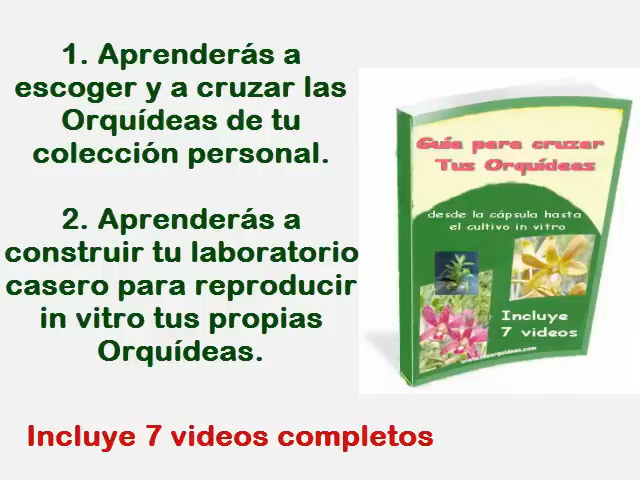 1. Aprenderás a
escoger y a cruzar las
Orquídeas de tu
colección personal.
2. Aprenderás a
construir tu laboratorio
casero para reproducir
in vitro tus propias
Orquídeas.
Incluye 7 videos completos
Guía para cruzar
Tus Orquídeas
desde la cápsula hasta
el cultivo in vitro
Incluye
7 videos